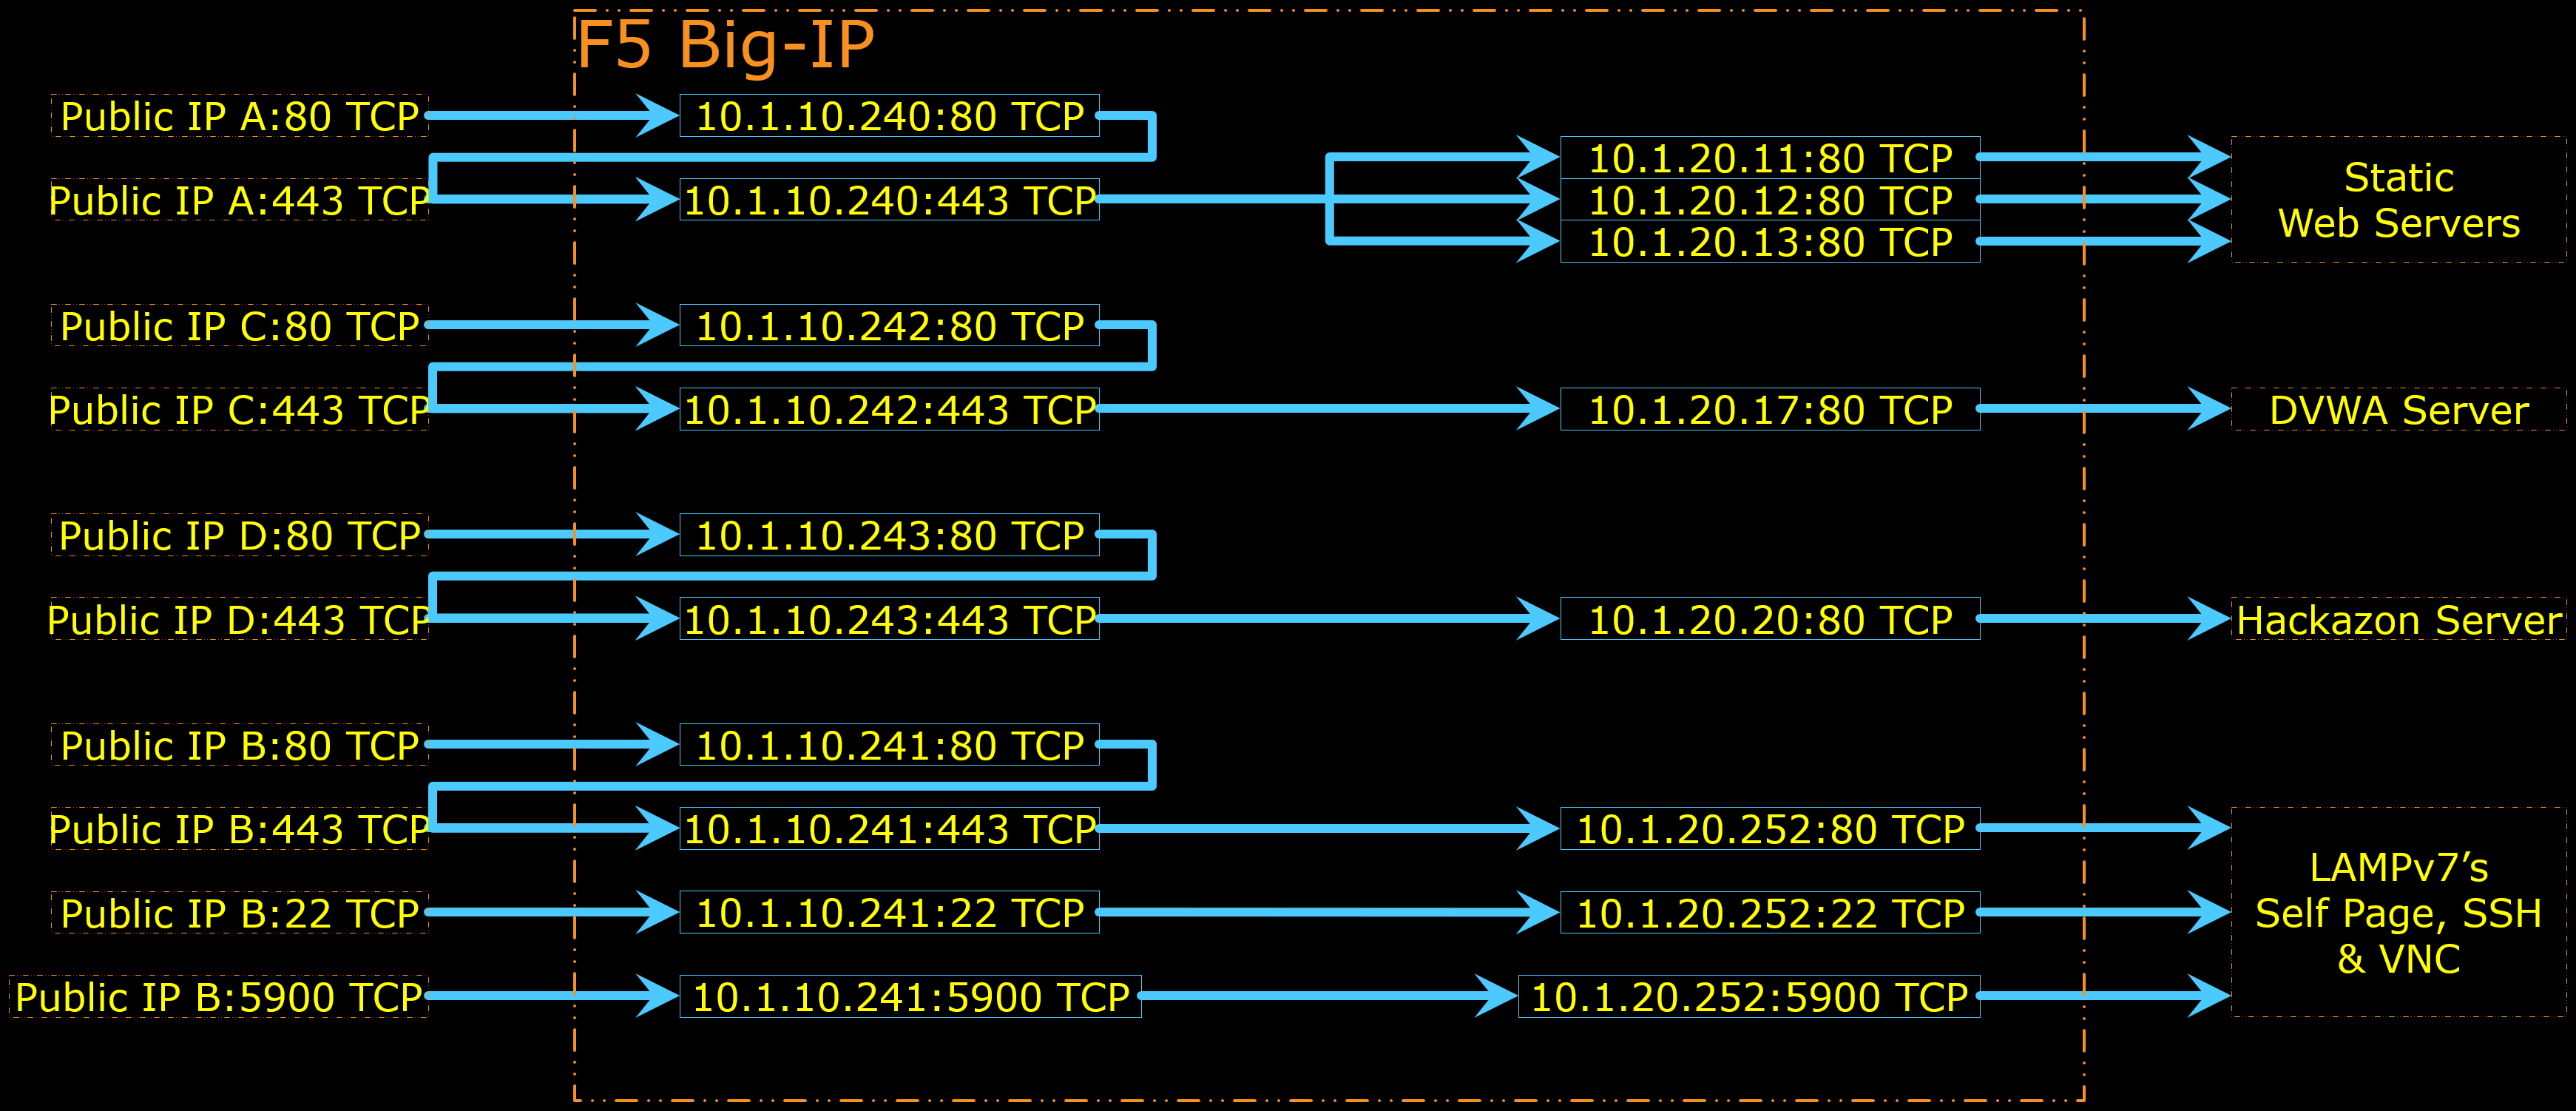 F5 Big-IP
Public IP A:80 TCP
10.1.10.240:80 TCP
10.1.20.11:80 TCP
Public IP A:443 TCP
10.1.10.240:443 TCP
10.1.20.12:80 TCP
10.1.20.13:80 TCP
Static
Web Servers
Public IP C:80 TCP
10.1.10.242:80 TCP
Public IP C:443 TCP
10.1.10.242:443 TCP
10.1.20.17:80 TCP
DVWA Server
Public IP D:80 TCP
10.1.10.243:80 TCP
Public IP D:443 TCP
10.1.10.243:443 TCP
10.1.20.20:80 TCP
Hackazon Server
Public IP B:80 TCP
10.1.10.241:80 TCP
Public IP B:443 TCP
10.1.10.241:443 TCP
10.1.20.252:80 TCP
Public IP B:22 TCP
10.1.10.241:22 TCP
10.1.20.252:22 TCP
Public IP B:5900 TCP
10.1.10.241:5900 TCP
10.1.20.252:5900 TCP
LAMPv7’s
Self Page, SSH
& VNC